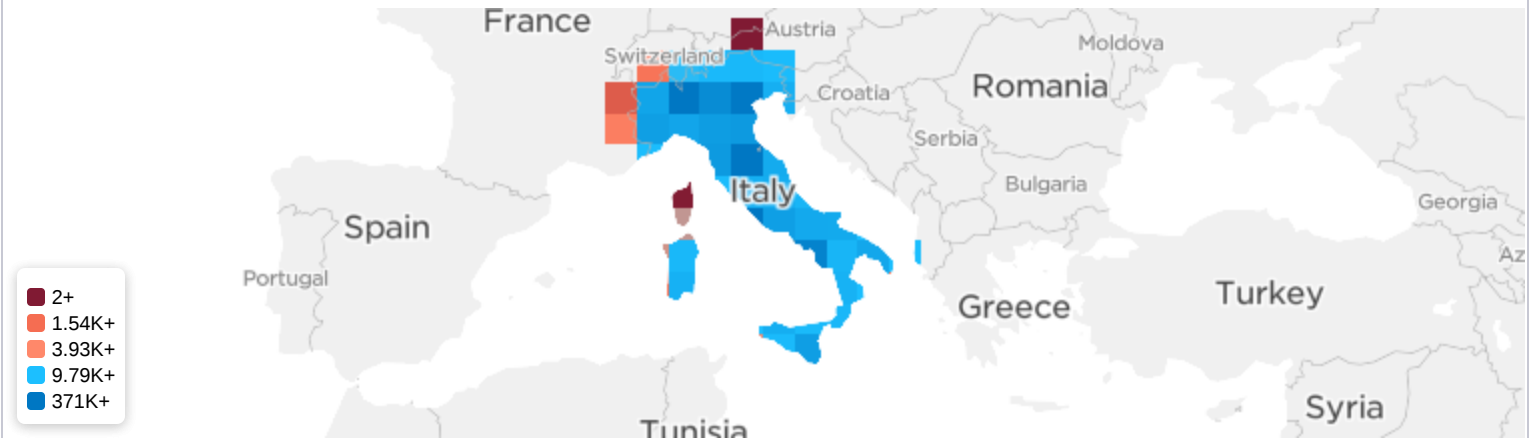 France
Austria
Switzerland
Moldova
Romania
Croatia
Serbia
Italy
Bulgaria
Georgia
Spain
Az
Portugal
Turkey
Greece
2+
1.54K+
3.93K+
9.79K+
371K+
Syria
Tunisia